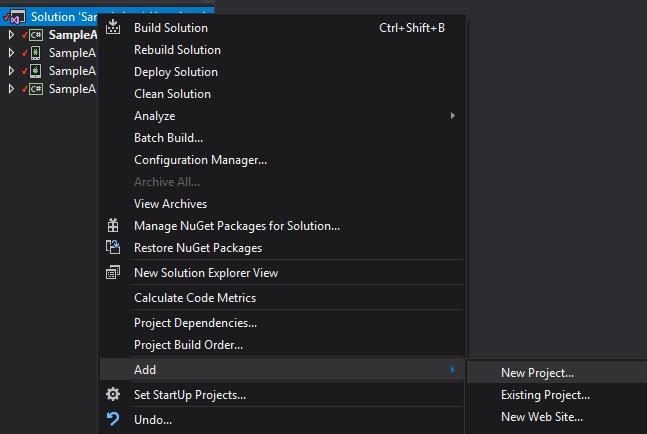 Solution 'Sa
SampleA
SampleA
SampleA
SampleA
Build Solution Ctrl+Shift+B
Rebuild Solution
Deploy Solution
Clean Solution
Analyze
Batch Build...
Configuration Manager...
Archive All...
View Archives
Manage NuGet Packages for Solution...
Restore NuGet Packages
New Solution Explorer View
Calculate Code Metrics
Project Dependencies...
Project Build Order...
Add
Set StartUp Projects...
Undo...
New Project...
Existing Project...
New Web Site...